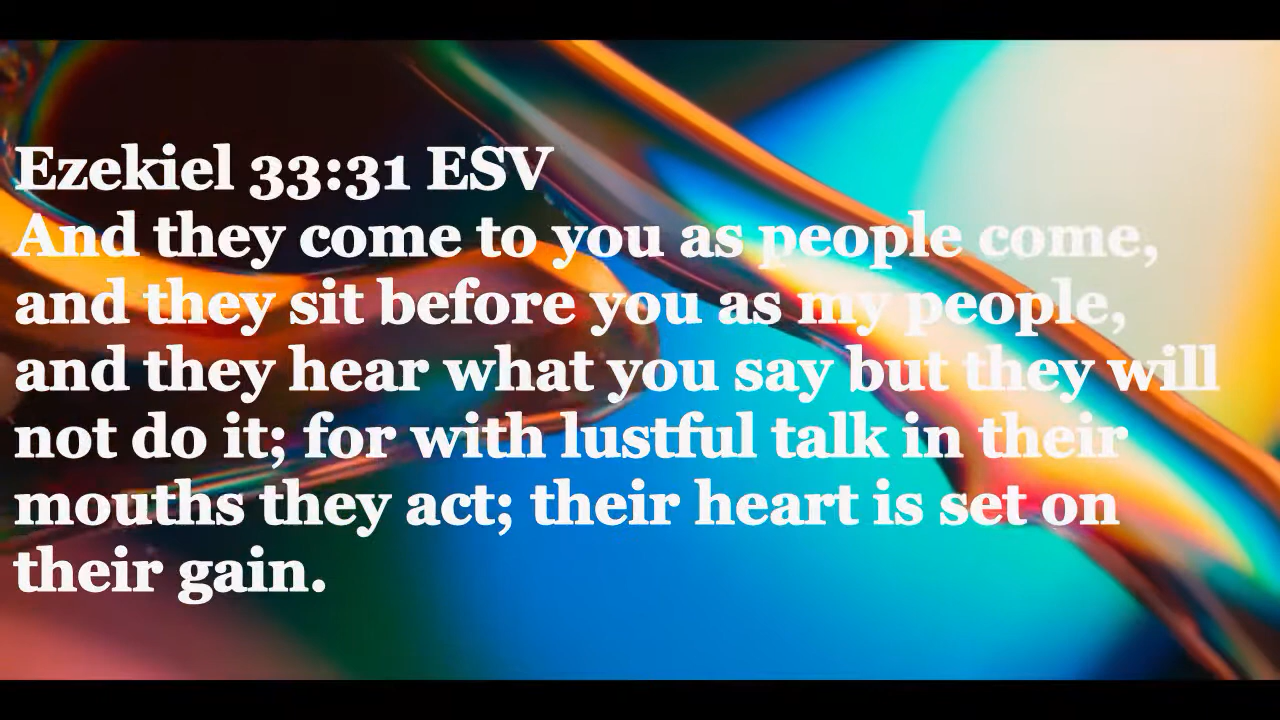 Ezekiel 33:31 ESV
And they come to you as people come,
and they sit before you as my people,
and they hear what you say but they will
not do it; for with lustful talk in their
mouths they act; their heart is set on
their gain.